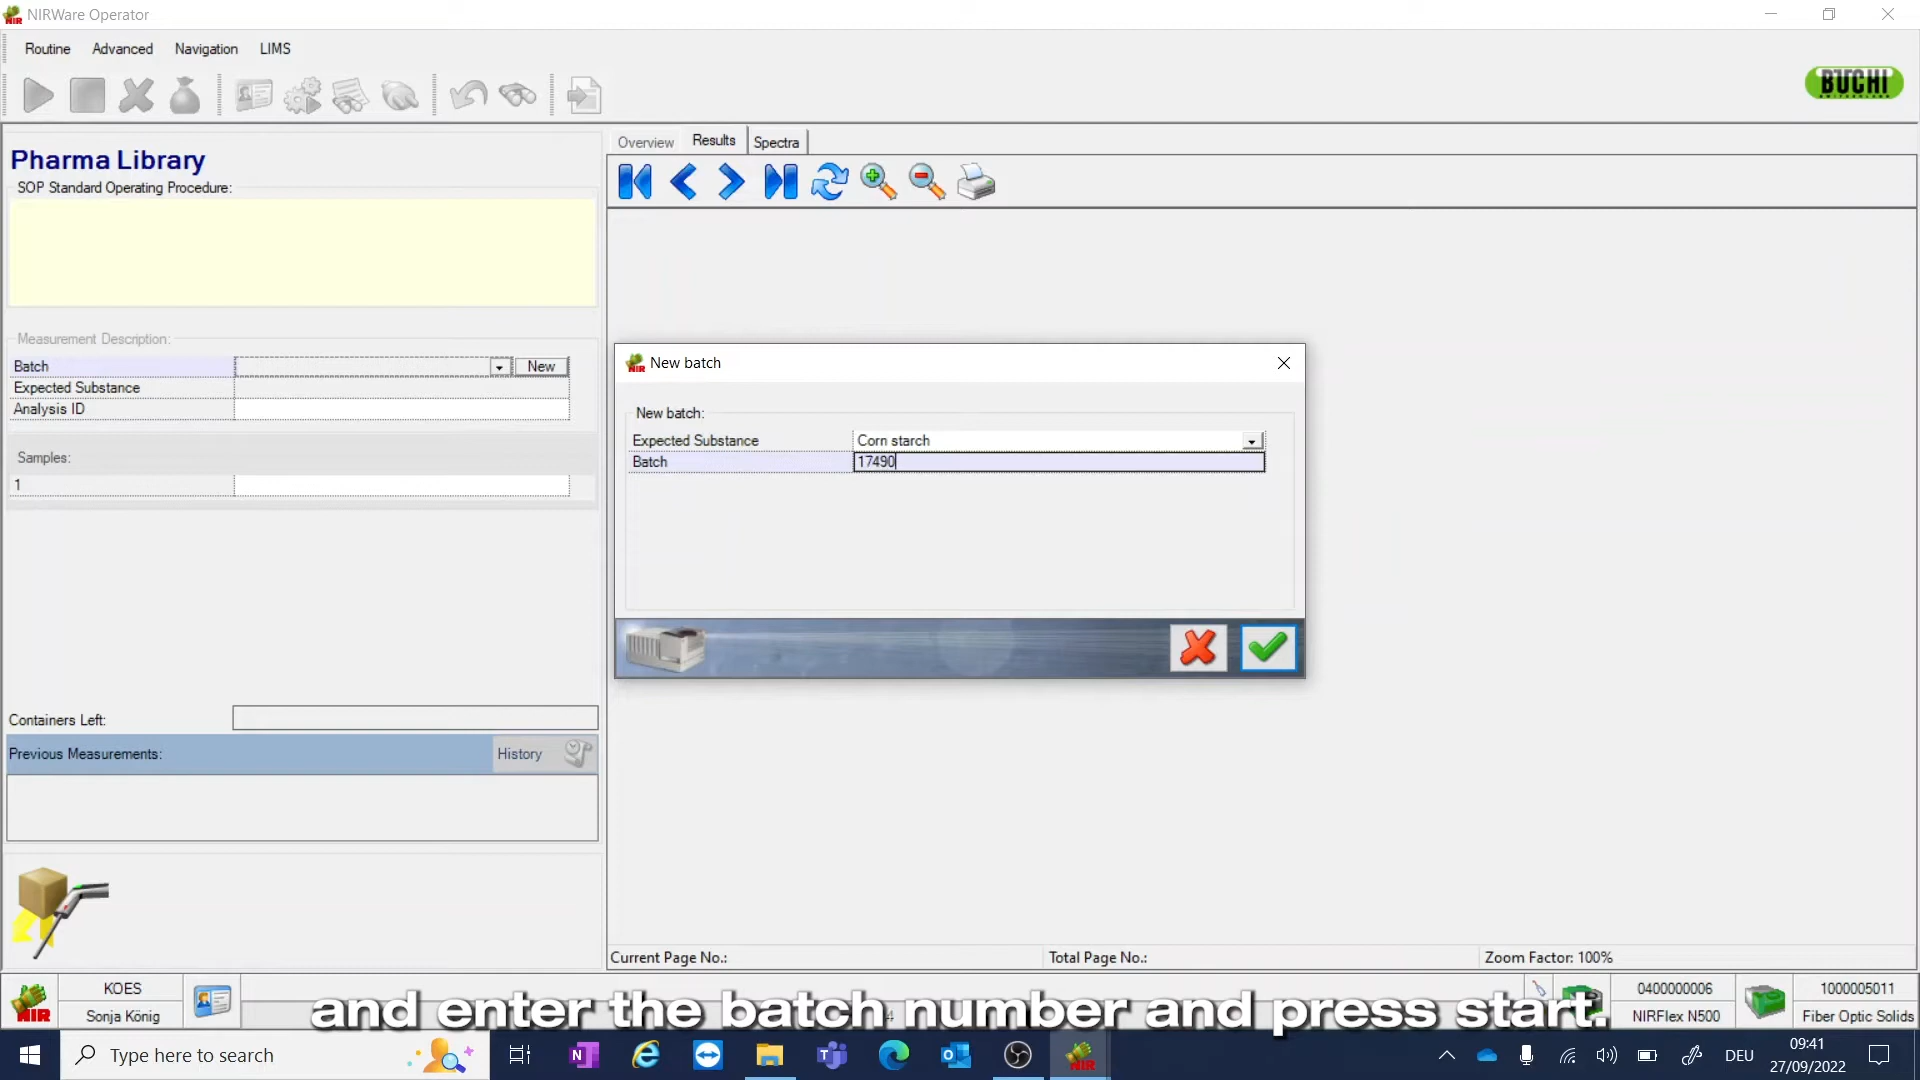 NIRWare Operator
Routine Advanced Navigation LIMS
BUCHI
Pharma Library
SOP Standard Operating Procedure:
Overview Results Spectra
Measurement Description:
Batch New
Expected Substance
Analysis ID
Samples:
1
New batch
New batch:
Expected Substance Corn starch
Batch 17490
Containers Left:
Previous Measurements: History
Current Page No.: Total Page No.: Zoom Factor: 100%
NIR
KOES
Sonja König
0400000006
NIRFlex N500
1000005011
Fiber Optic Solids
and enter the batch number and press start.
Type here to search
DEU
09:41
27/09/2022